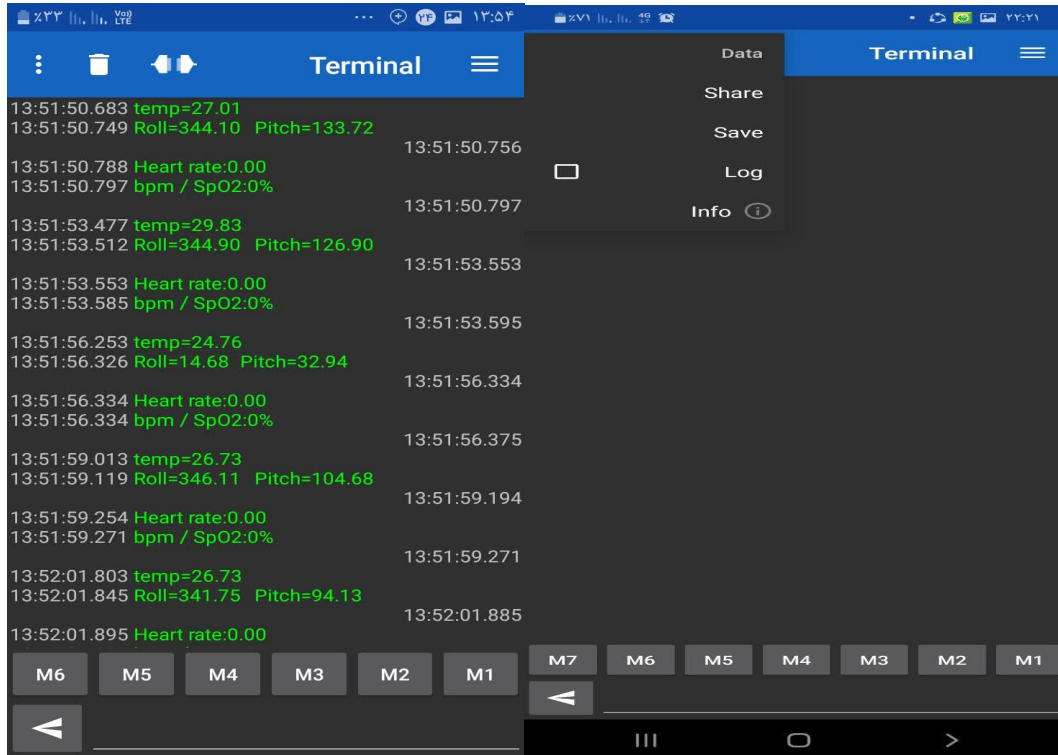 ٪۳۳ Vo)) LTE ··· ۲۴ ۱۳:۵۴
Terminal
13:51:50.683 temp=27.01
13:51:50.749 Roll=344.10 Pitch=133.72
13:51:50.756
13:51:50.788 Heart rate:0.00
13:51:50.797 bpm / SpO2:0%
13:51:50.797
13:51:53.477 temp=29.83
13:51:53.512 Roll=344.90 Pitch=126.90
13:51:53.553
13:51:53.553 Heart rate:0.00
13:51:53.585 bpm / SpO2:0%
13:51:53.595
13:51:56.253 temp=24.76
13:51:56.326 Roll=14.68 Pitch=32.94
13:51:56.334
13:51:56.334 Heart rate:0.00
13:51:56.334 bpm / SpO2:0%
13:51:56.375
13:51:59.013 temp=26.73
13:51:59.119 Roll=346.11 Pitch=104.68
13:51:59.194
13:51:59.254 Heart rate:0.00
13:51:59.271 bpm / SpO2:0%
13:51:59.271
13:52:01.803 temp=26.73
13:52:01.845 Roll=341.75 Pitch=94.13
13:52:01.885
13:52:01.895 Heart rate:0.00
M6 M5 M4 M3 M2 M1
٪۷۱ 4G ۲۲:۲۱
Terminal
Data
Share
Save
Log
Info
M7 M6 M5 M4 M3 M2 M1